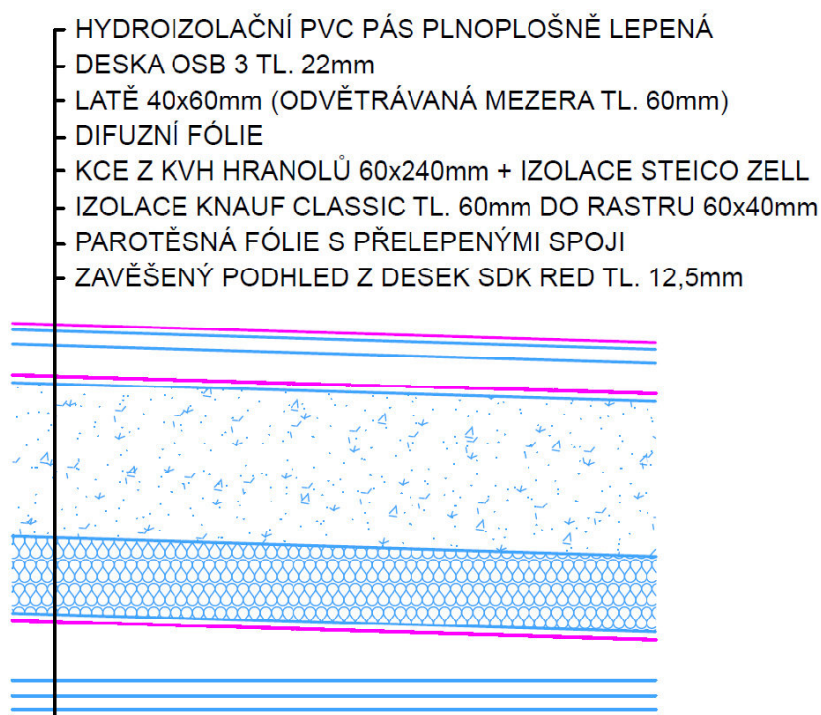 HYDROIZOLAČNÍ PVC PÁS PLNOPLOŠNĚ LEPENÁ
DESKA OSB 3 TL. 22mm
LATĚ 40x60mm (ODVĚTRÁVANÁ MEZERA TL. 60mm)
DIFUZNÍ FÓLIE
KCE Z KVH HRANOLŮ 60x240mm + IZOLACE STEICO ZELL
IZOLACE KNAUF CLASSIC TL. 60mm DO RASTRU 60x40mm
PAROTĚSNÁ FÓLIE S PŘELEPENÝMI SPOJI
ZAVĚŠENÝ PODHLED Z DESEK SDK RED TL. 12,5mm